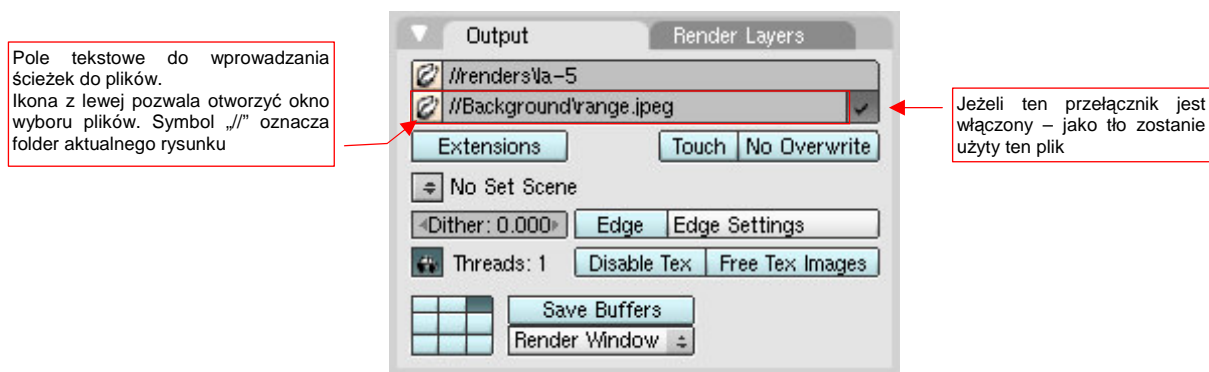 Pole tekstowe do wprowadzania
ścieżek do plików.
Ikona z lewej pozwala otworzyć okno
wyboru plików. Symbol „//” oznacza
folder aktualnego rysunku
Output Render Layers
//renders\la-5
//Background\range.jpeg
Extensions Touch No Overwrite
No Set Scene
Dither: 0.000 Edge Edge Settings
Threads: 1 Disable Tex Free Tex Images
Save Buffers
Render Window
Jeżeli ten przełącznik jest
włączony – jako tło zostanie
użyty ten plik